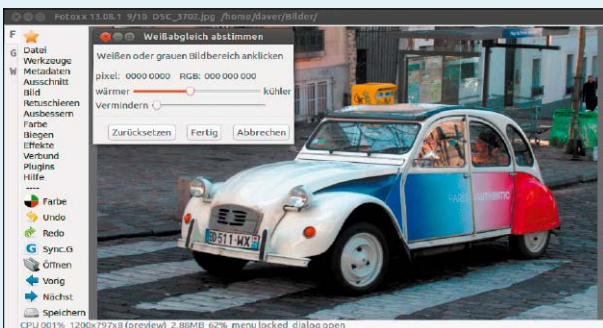 Fotoxx 13.08.1 9/10 DSC_3702.jpg /home/daver/Bilder/
F
G
W
Datei
Werkzeuge
Metadaten
Ausschnitt
Bild
Retuschieren
Ausbessern
Farbe
Biegen
Effekte
Verbund
Plugins
Hilfe
----
Farbe
Undo
Redo
G Sync.G
Öffnen
Vorig
Nächst
Speichern
Weißabgleich abstimmen
Weißen oder grauen Bildbereich anklicken
pixel: 0000 0000 RGB: 000 000 000
wärmer kühler
Vermindern
Zurücksetzen Fertig Abbrechen
PARIS AUTHENTIC
511 WX
CPU 001% 1200x797x8 (preview) 2.88MB 62% menu locked dialog open